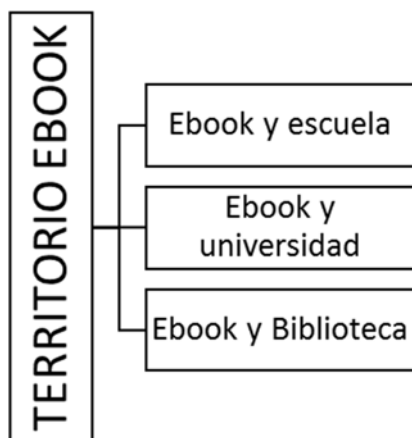 TERRITORIO EBOOK
Ebook y escuela
Ebook y
universidad
Ebook y Biblioteca